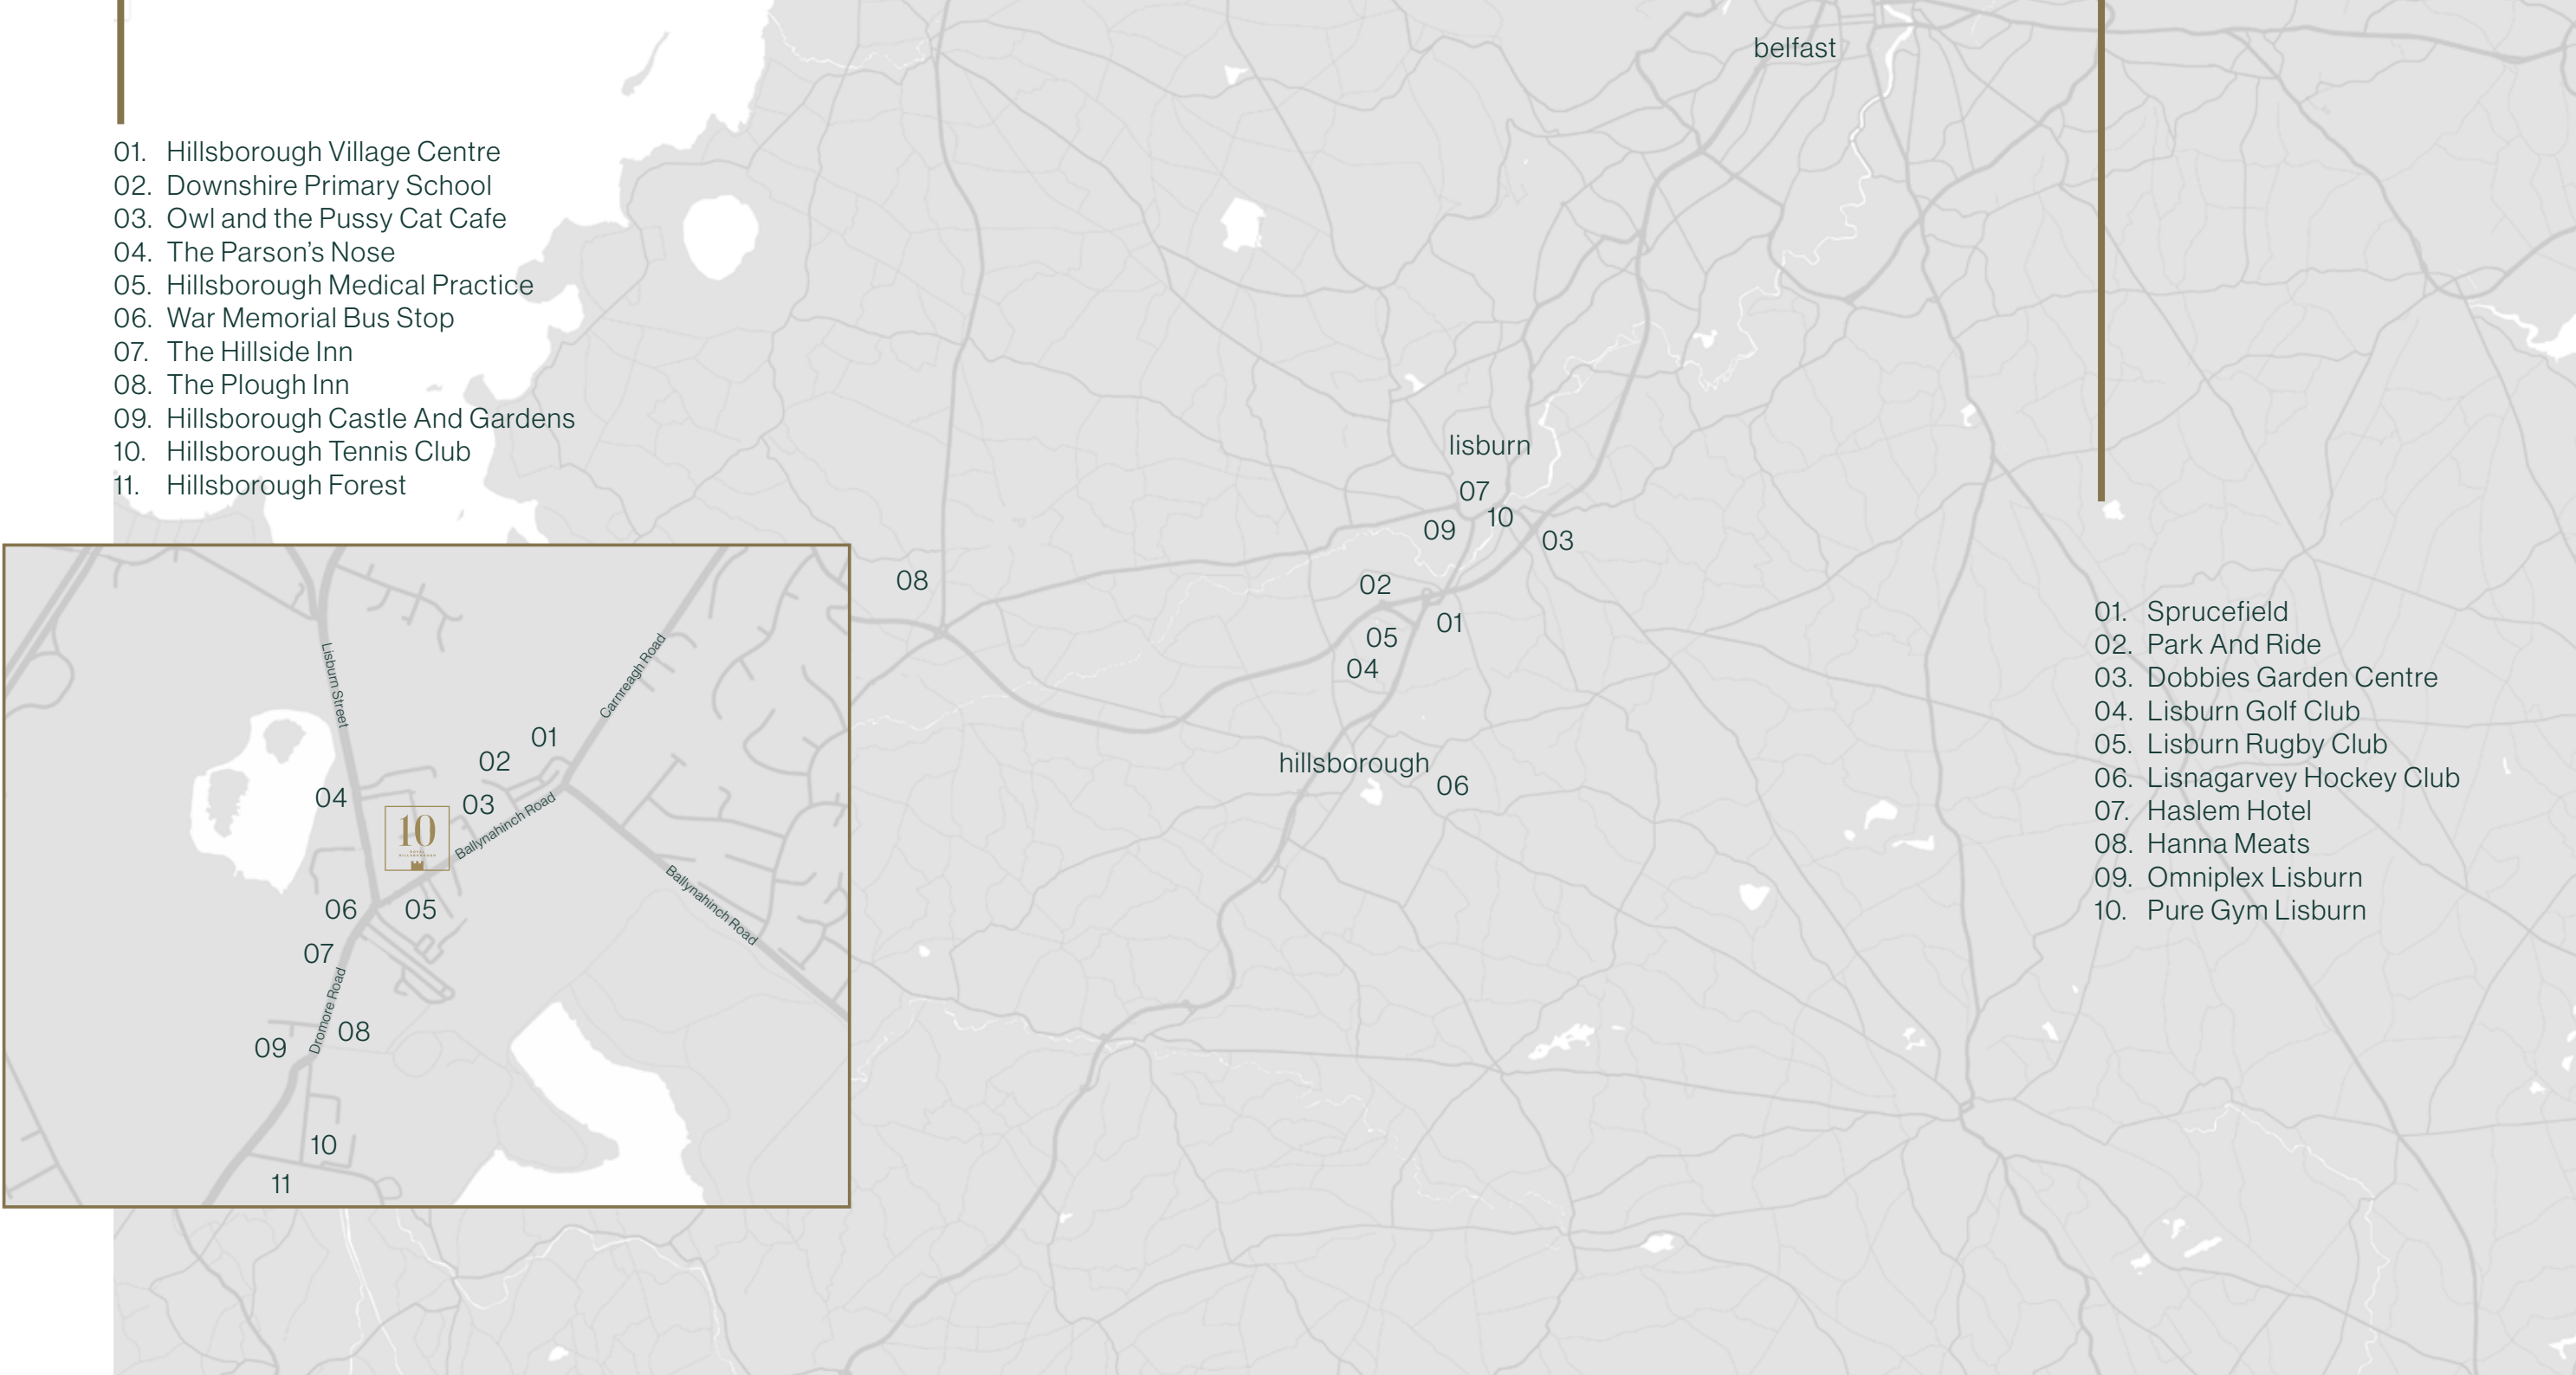 belfast
01. Hillsborough Village Centre
02. Downshire Primary School
03. Owl and the Pussy Cat Cafe
04. The Parson’s Nose
05. Hillsborough Medical Practice
06. War Memorial Bus Stop
07. The Hillside Inn
08. The Plough Inn
09. Hillsborough Castle And Gardens
10. Hillsborough Tennis Club
11. Hillsborough Forest
lisburn
07
10
09
03
08
02
01
05
04
hillsborough
06
Lisburn Street
Carnreagh Road
01
02
03
04
10
Ballynahinch Road
Ballynahinch Road
06
05
07
Dromore Road
08
09
10
11
01. Sprucefield
02. Park And Ride
03. Dobbies Garden Centre
04. Lisburn Golf Club
05. Lisburn Rugby Club
06. Lisnagarvey Hockey Club
07. Haslem Hotel
08. Hanna Meats
09. Omniplex Lisburn
10. Pure Gym Lisburn